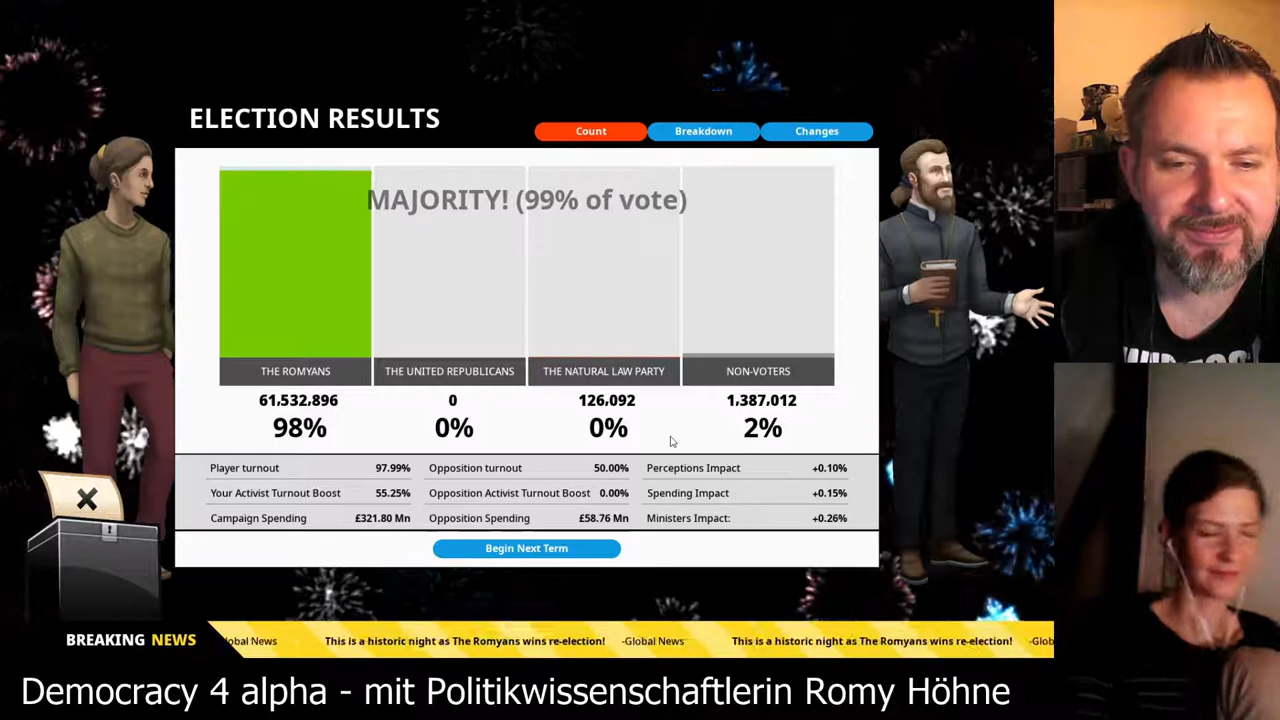 ELECTION RESULTS
Count Breakdown Changes
MAJORITY! (99% of vote)
THE ROMYANS THE UNITED REPUBLICANS THE NATURAL LAW PARTY NON-VOTERS
61,532,896 0 126,092 1,387,012
98% 0% 0% 2%
Player turnout 97.99% Opposition turnout 50.00% Perceptions Impact +0.10%
Your Activist Turnout Boost 55.25% Opposition Activist Turnout Boost 0.00% Spending Impact +0.15%
Campaign Spending £321.80 Mn Opposition Spending £58.76 Mn Ministers Impact: +0.26%
Begin Next Term
BREAKING NEWS lobal News This is a historic night as The Romyans wins re-election! -Global News This is a historic night as The Romyans wins re-election! -Glob
Democracy 4 alpha - mit Politikwissenschaftlerin Romy Höhne